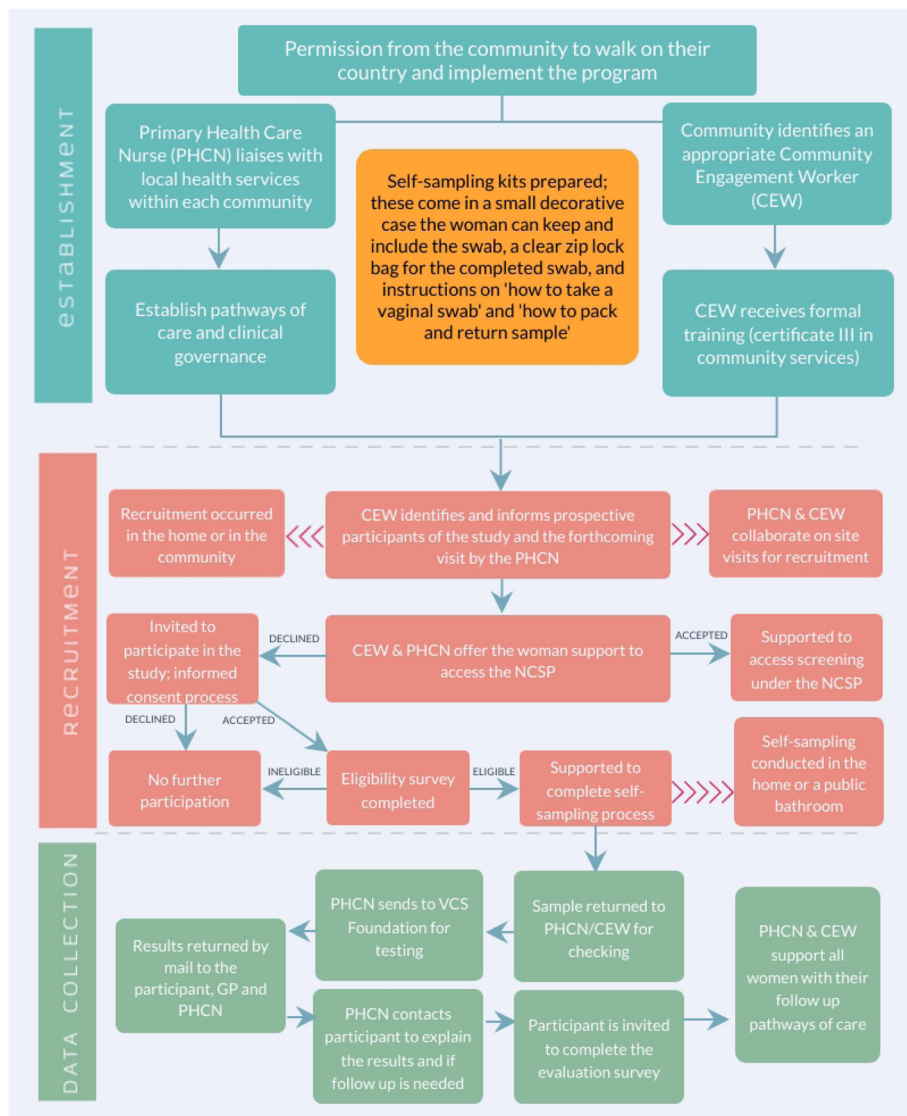 ESTABLISHMENT
Permission from the community to walk on their
country and implement the program
Primary Health Care
Nurse (PHCN) liaises with
local health services
within each community
Self-sampling kits prepared;
these come in a small decorative
case the woman can keep and
include the swab, a clear zip lock
bag for the completed swab, and
instructions on 'how to take a
vaginal swab' and 'how to pack
and return sample'
Community identifies an
appropriate Community
Engagement Worker
(CEW)
Establish pathways of
care and clinical
governance
CEW receives formal
training (certificate III in
community services)
RECRUITMENT
Recruitment occurred
in the home or in the
community
CEW identifies and informs prospective
participants of the study and the forthcoming
visit by the PHCN
PHCN & CEW
collaborate on site
visits for recruitment
Invited to
participate in the
study; informed
consent process
DECLINED
CEW & PHCN offer the woman support to
access the NCSP
ACCEPTED
Supported to
access screening
under the NCSP
DECLINED
ACCEPTED
No further
participation
INELIGIBLE
Eligibility survey
completed
ELIGIBLE
Supported to
complete self-
sampling process
Self-sampling
conducted in the
home or a public
bathroom
DATA COLLECTION
Results returned by
mail to the
participant, GP and
PHCN
PHCN sends to VCS
Foundation for
testing
Sample returned to
PHCN/CEW for
checking
PHCN contacts
participant to explain
the results and if
follow up is needed
Participant is invited
to complete the
evaluation survey
PHCN & CEW
support all
women with their
follow up
pathways of care